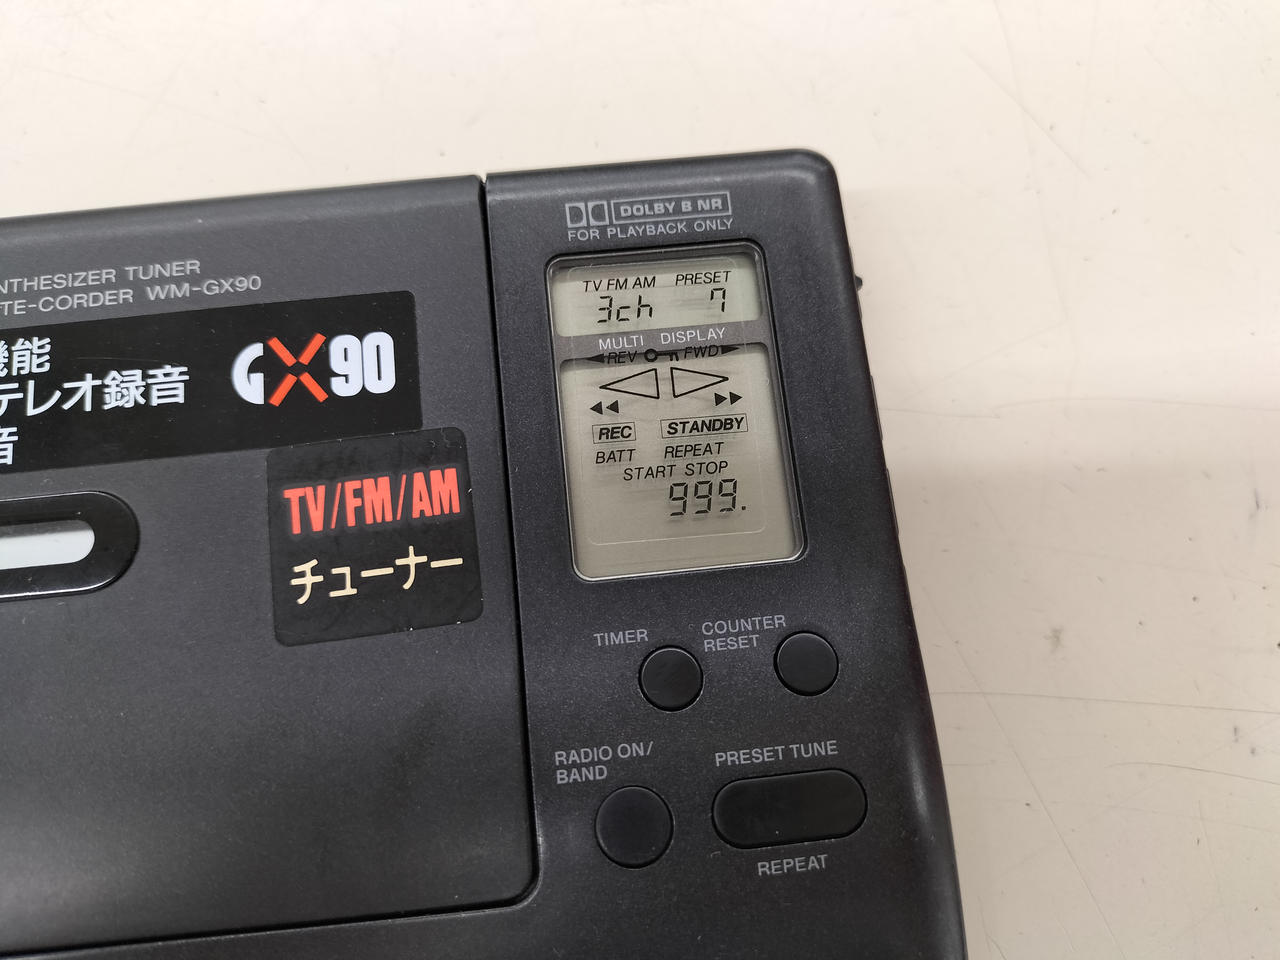 NTHESIZER TUNER
TE-CORDER WM-GX90
機能
テレオ録音
音
GX90
TV/FM/AM
チューナー
DOLBY B NR
FOR PLAYBACK ONLY
TV FM AM PRESET
3ch 7
MULTI DISPLAY
REV FWD
REC STANDBY
BATT REPEAT
START STOP
999.
TIMER
COUNTER
RESET
RADIO ON/
BAND
PRESET TUNE
REPEAT